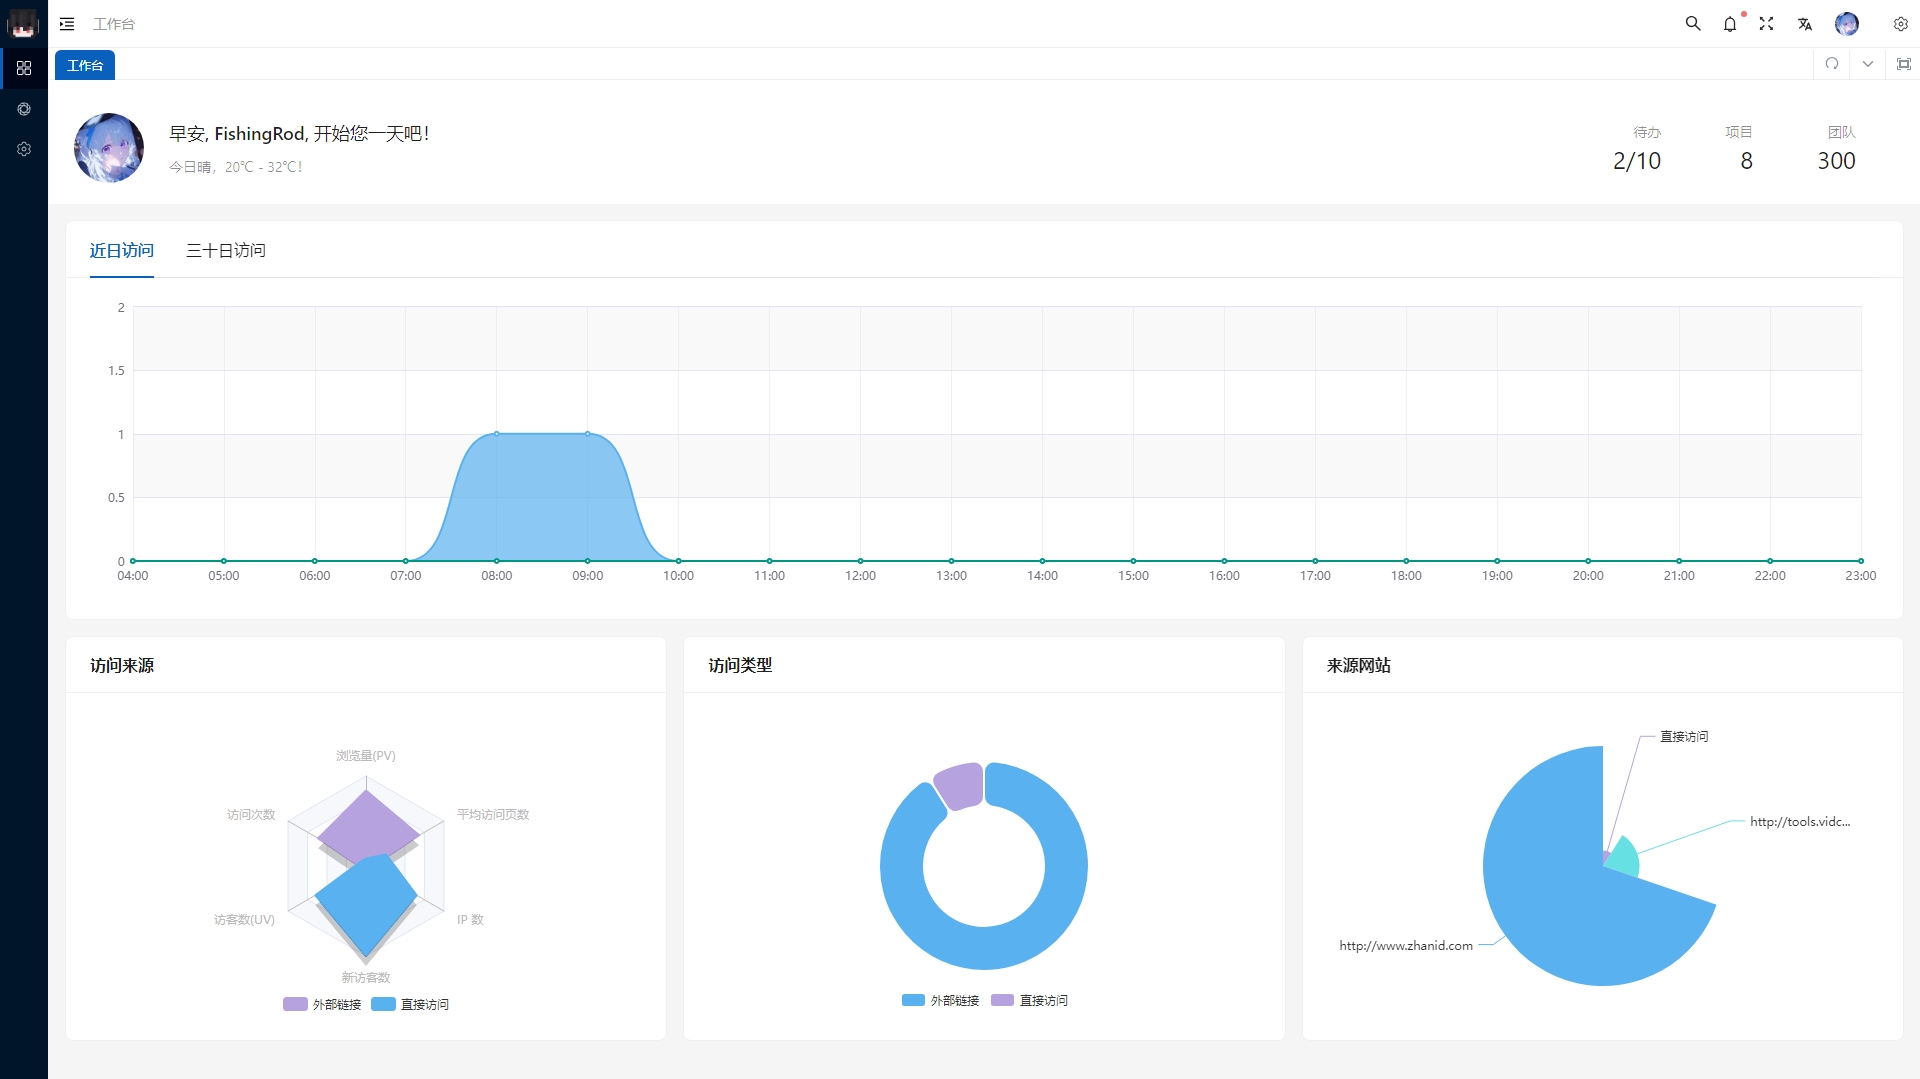 工作台
工作台
早安, FishingRod, 开始您一天吧!
今日晴，20℃ - 32℃!
待办
2/10
项目
8
团队
300
近日访问
三十日访问
2
1.5
1
0.5
0
04:00 05:00 06:00 07:00 08:00 09:00 10:00 11:00 12:00 13:00 14:00 15:00 16:00 17:00 18:00 19:00 20:00 21:00 22:00 23:00
访问来源
浏览量(PV)
访问次数
平均访问页数
访客数(UV)
IP 数
新访客数
外部链接 直接访问
访问类型
外部链接 直接访问
来源网站
直接访问
http://tools.vidc...
http://www.zhanid.com